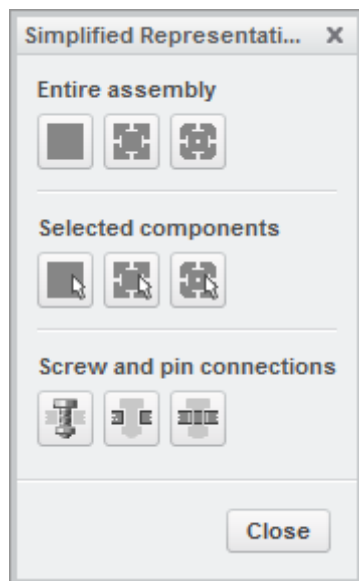 Simplified Representati...
Entire assembly
Selected components
Screw and pin connections
Close